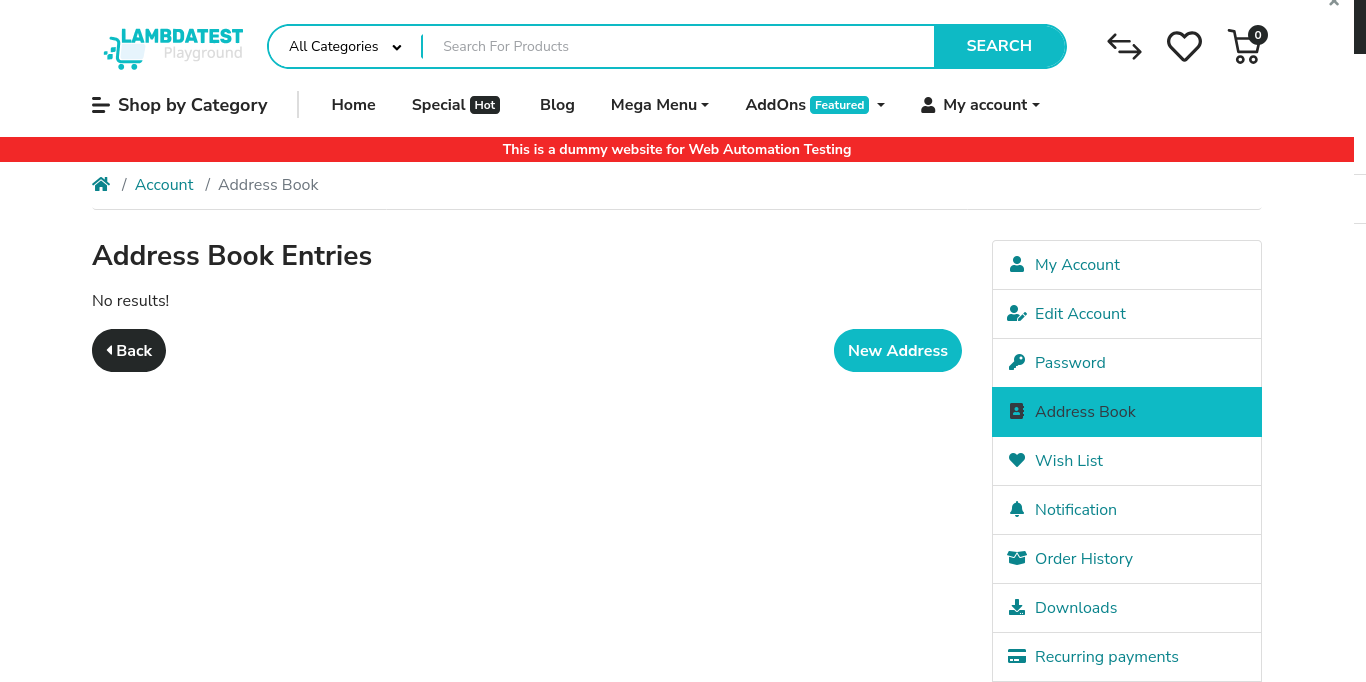 LAMBDATEST
Playground
All Categories
Search For Products
SEARCH
0
Shop by Category
Home
Special Hot
Blog
Mega Menu
AddOns Featured
My account
This is a dummy website for Web Automation Testing
/ Account / Address Book
Address Book Entries
No results!
Back
New Address
My Account
Edit Account
Password
Address Book
Wish List
Notification
Order History
Downloads
Recurring payments